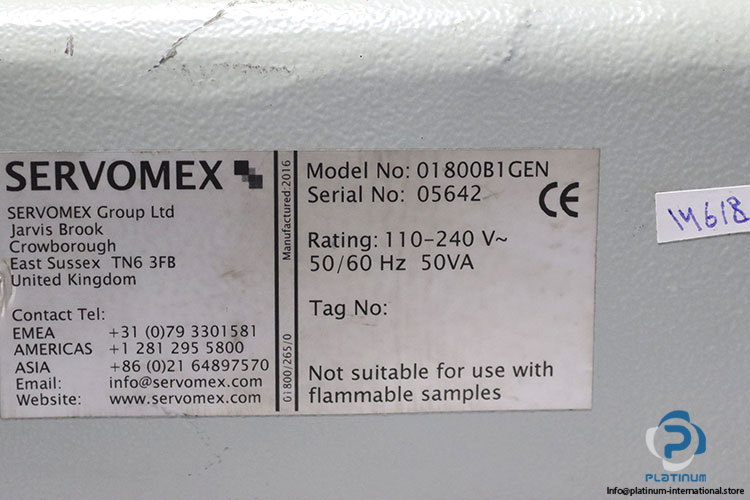 SERVOMEX
SERVOMEX Group Ltd
Jarvis Brook
Crowborough
East Sussex TN6 3FB
United Kingdom
Contact Tel:
EMEA +31 (0)79 3301581
AMERICAS +1 281 295 5800
ASIA +86 (0)21 64897570
Email: info@servomex.com
Website: www.servomex.com
Manufactured:2016
01800/265/0
Model No: 01800B1GEN
Serial No: 05642
CE
Rating: 110-240 V~
50/60 Hz 50VA
Tag No:
Not suitable for use with
flammable samples
14618
PLATINUM
Info@platinum-international.store